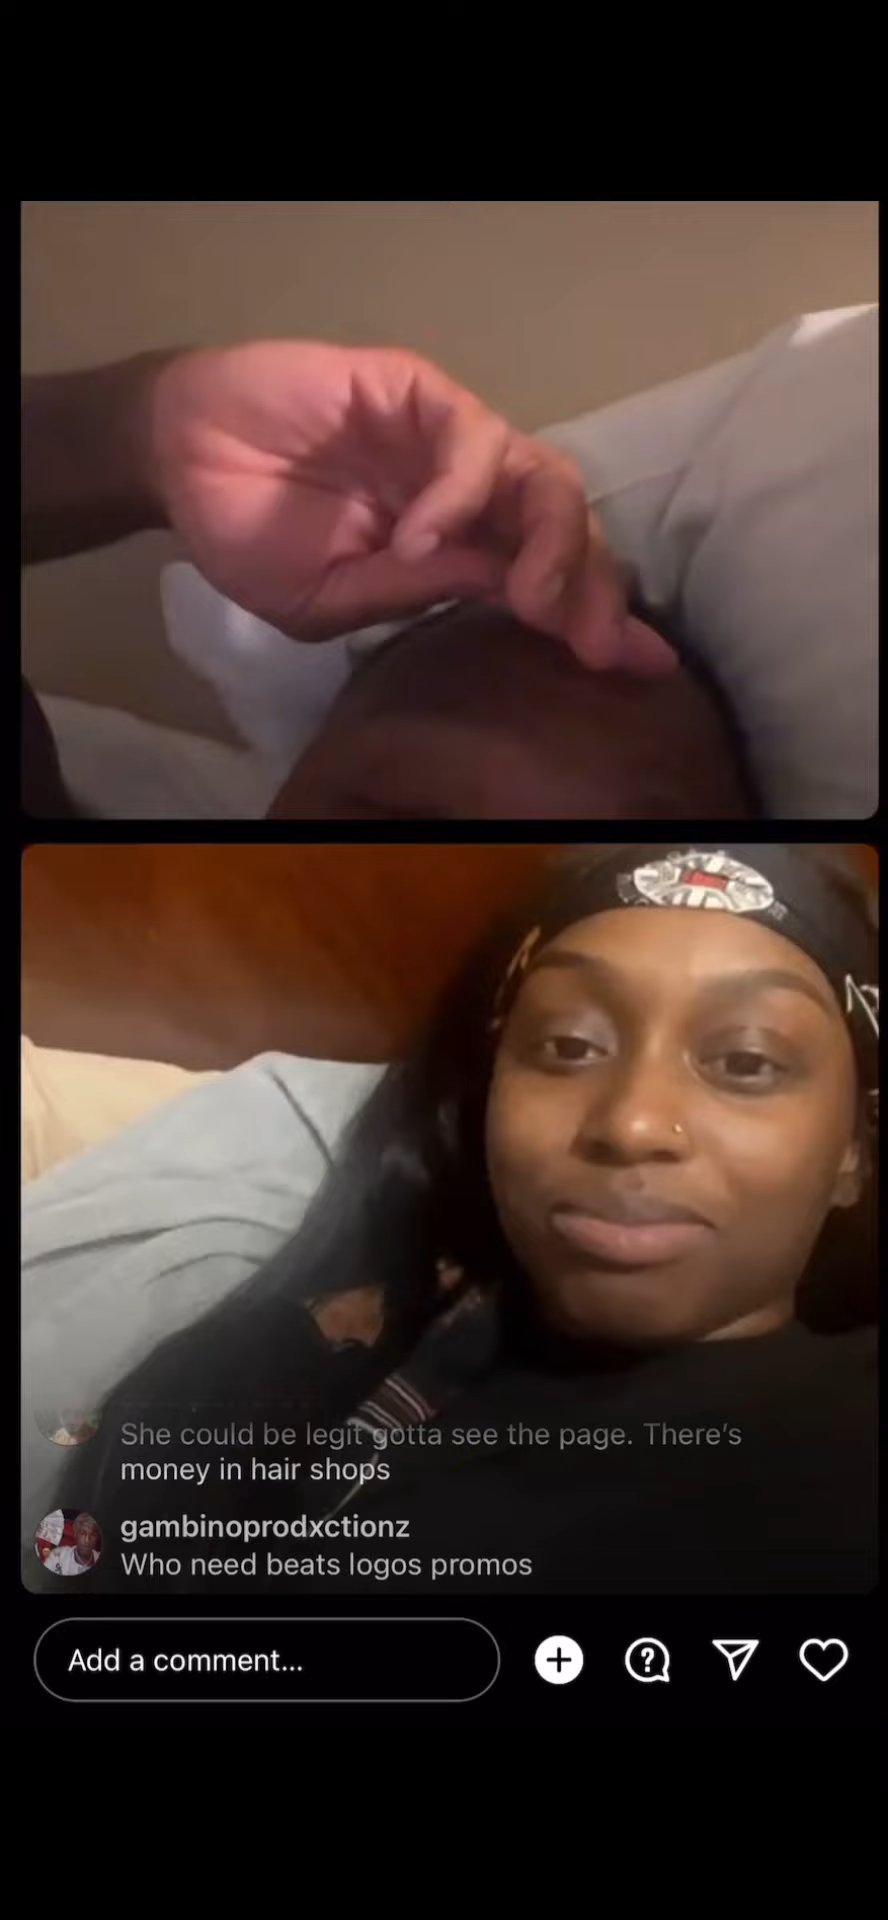 She could be legit gotta see the page. There's
money in hair shops
gambinoprodxctionz
Who need beats logos promos
Add a comment...